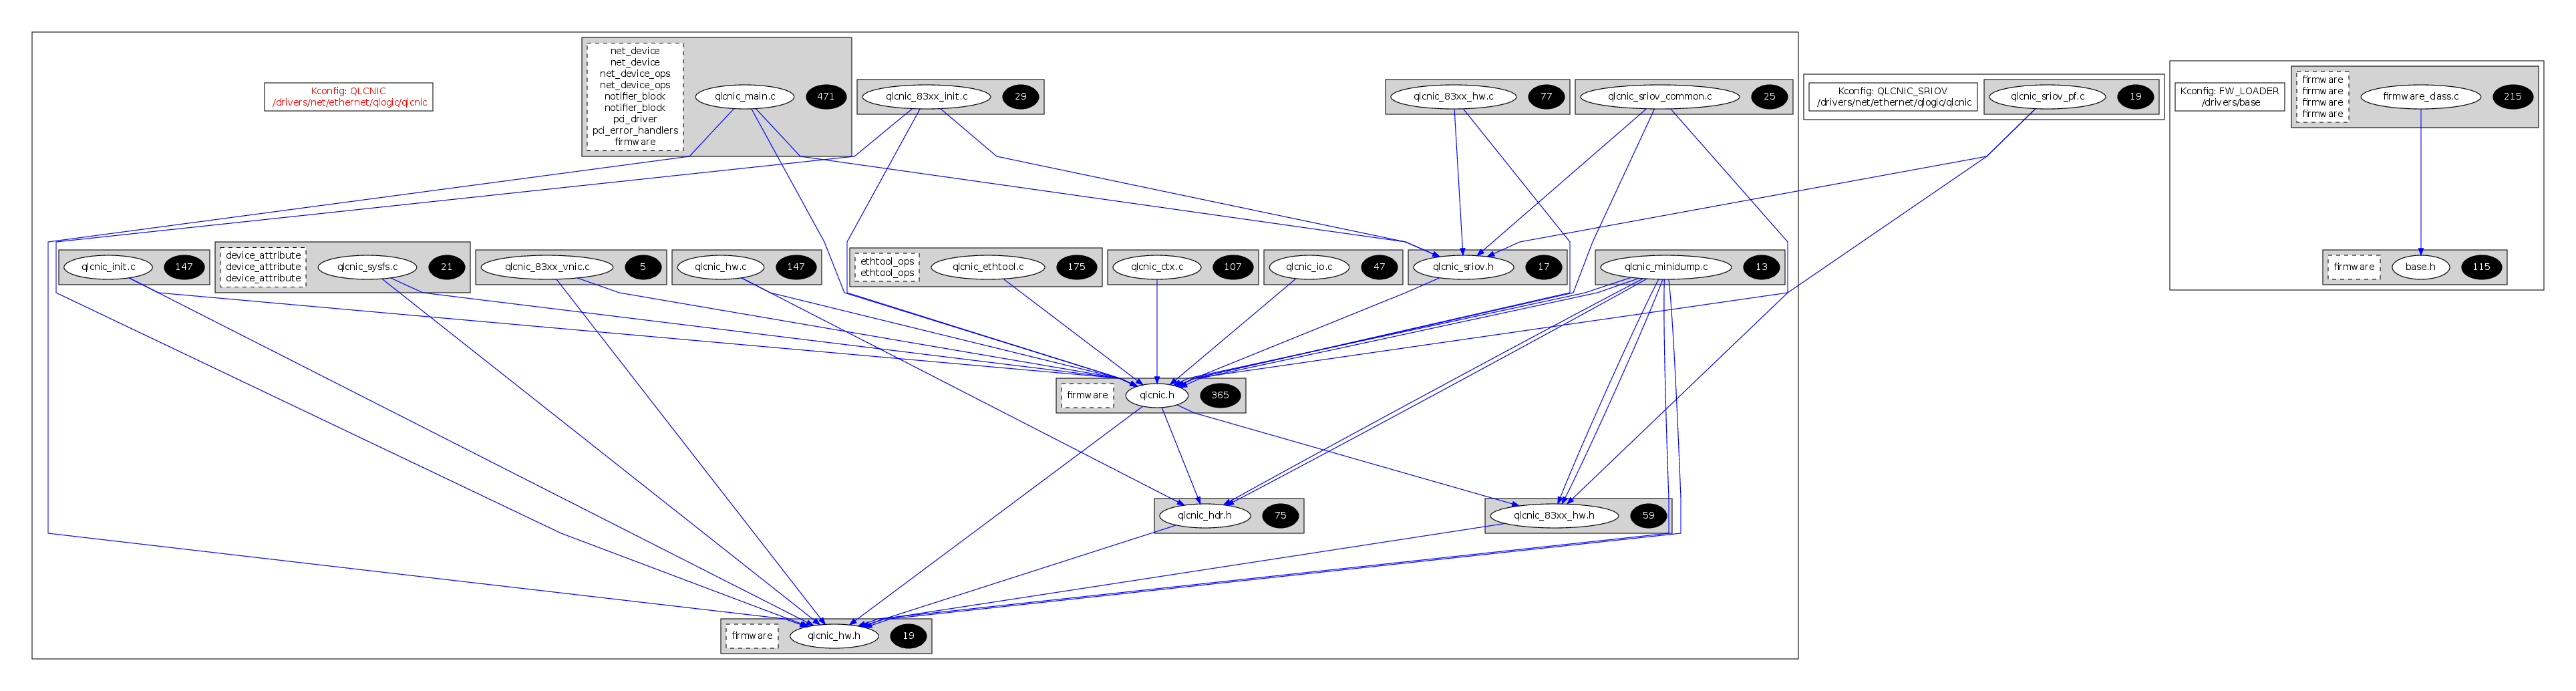 net_device
net_device
net_device_ops
net_device_ops
notifier_block
notifier_block
pci_driver
pci_error_handlers
firmware
qlcnic_main.c
471
Kconfig: QLCNIC
/drivers/net/ethernet/qlogic/qlcnic
qlcnic_83xx_init.c
29
qlcnic_83xx_hw.c
77
qlcnic_sriov_common.c
25
Kconfig: QLCNIC_SRIOV
/drivers/net/ethernet/qlogic/qlcnic
qlcnic_sriov_pf.c
19
Kconfig: FW_LOADER
/drivers/base
firmware
firmware
firmware
firmware
firmware_class.c
215
qlcnic_init.c
147
device_attribute
device_attribute
device_attribute
qlcnic_sysfs.c
21
qlcnic_83xx_vnic.c
5
qlcnic_hw.c
147
ethtool_ops
ethtool_ops
qlcnic_ethtool.c
175
qlcnic_ctx.c
107
qlcnic_io.c
47
qlcnic_sriov.h
17
qlcnic_minidump.c
13
firmware
base.h
115
firmware
qlcnic.h
365
qlcnic_hdr.h
75
qlcnic_83xx_hw.h
59
firmware
qlcnic_hw.h
19